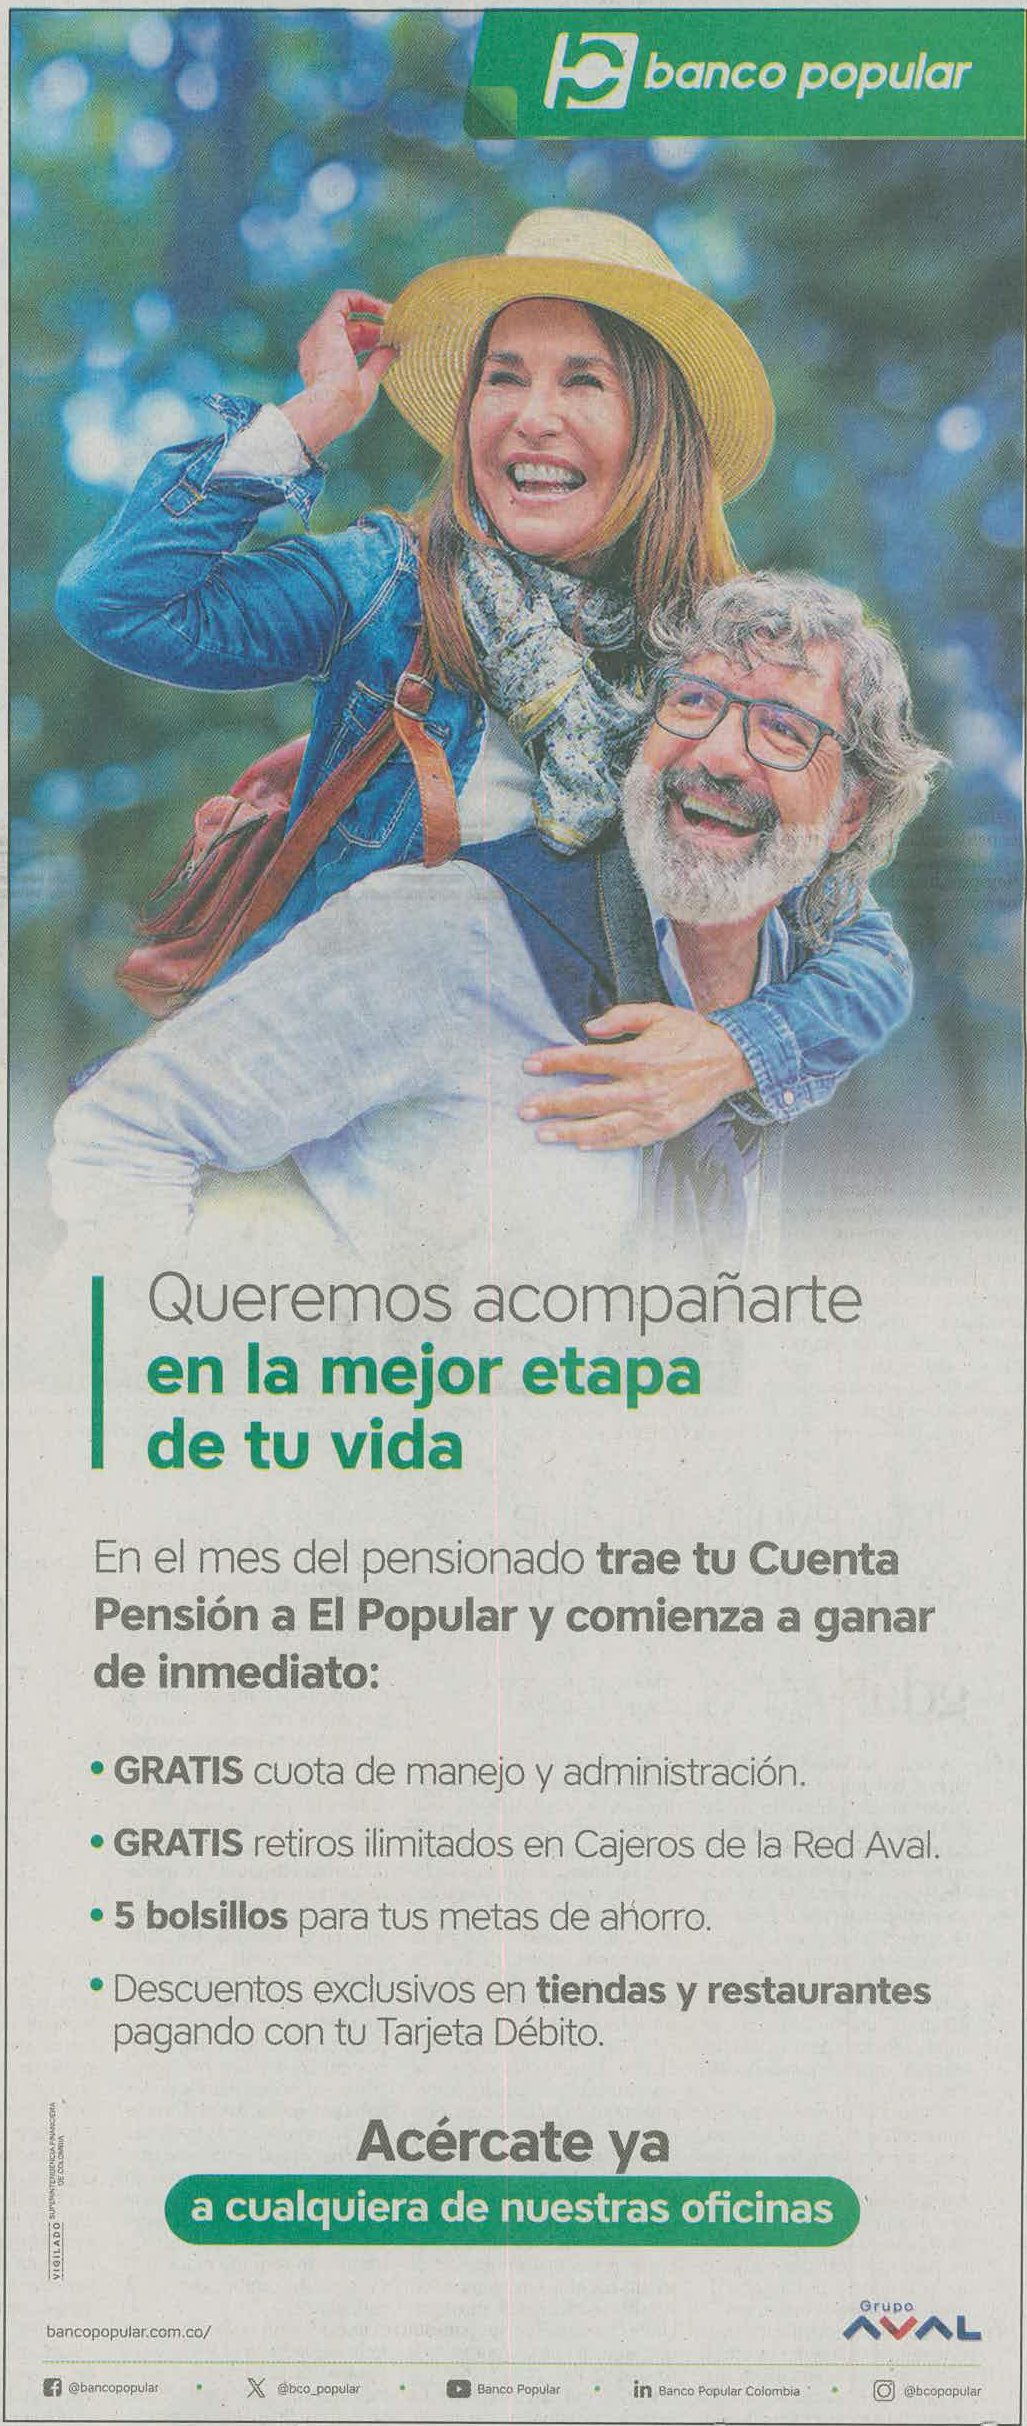 banco popular
Queremos acompañarte
en la mejor etapa
de tu vida
En el mes del pensionado trae tu Cuenta
Pensión a El Popular y comienza a ganar
de inmediato:
• GRATIS cuota de manejo y administración.
• GRATIS retiros ilimitados en Cajeros de la Red Aval.
• 5 bolsillos para tus metas de ahorro.
• Descuentos exclusivos en tiendas y restaurantes
pagando con tu Tarjeta Débito.
Acércate ya
a cualquiera de nuestras oficinas
VIGILADO SUPERINTENDENCIA FINANCIERA
DE COLOMBIA
Grupo
AVAL
bancopopular.com.co/
@bancopopular • @bco_popular • Banco Popular • Banco Popular Colombia • @bcopopular